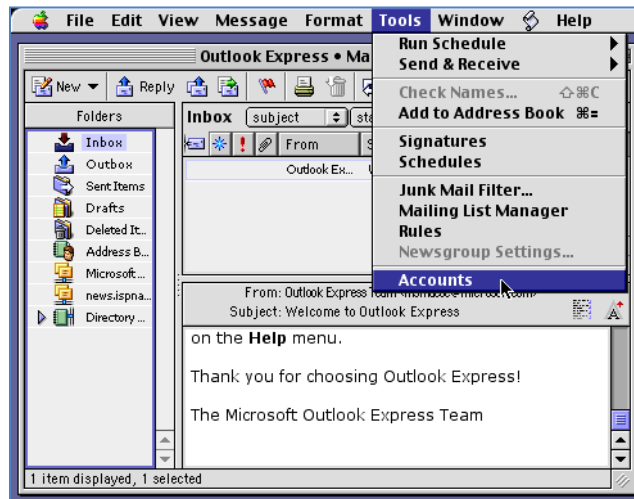 File Edit View Message Format Tools Window Help
Outlook Express • Ma
Run Schedule
Send & Receive
Check Names... ⇧⌘C
Add to Address Book ⌘=
Signatures
Schedules
Junk Mail Filter...
Mailing List Manager
Rules
Newsgroup Settings...
Accounts
New Reply
Folders
Inbox
Outbox
Sent Items
Drafts
Deleted It...
Address B...
Microsoft...
news.ispna...
Directory ...
Inbox subject
From
Outlook Ex...
From: Outlook Express
Subject: Welcome to Outlook Express
on the Help menu.
Thank you for choosing Outlook Express!
The Microsoft Outlook Express Team
1 item displayed, 1 selected